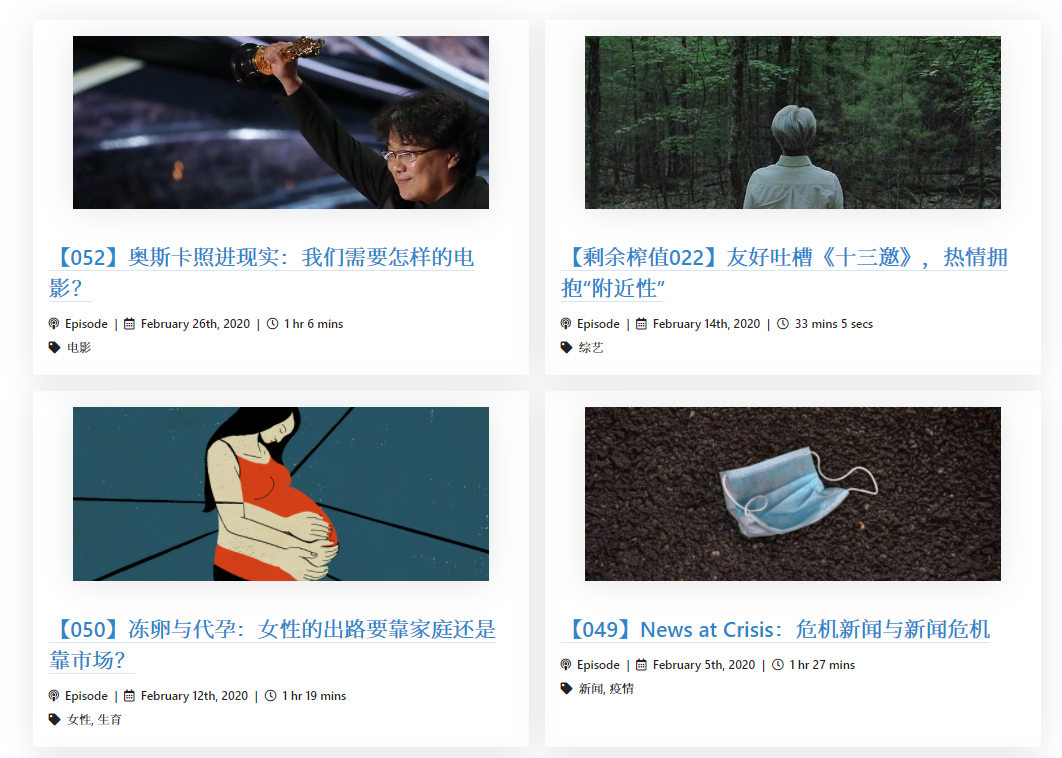 【052】奥斯卡照进现实：我们需要怎样的电
影？
Episode | February 26th, 2020 | 1 hr 6 mins
电影
【剩余榨值022】友好吐槽《十三邀》，热情拥
抱“附近性”
Episode | February 14th, 2020 | 33 mins 5 secs
综艺
【050】冻卵与代孕：女性的出路要靠家庭还是
靠市场？
Episode | February 12th, 2020 | 1 hr 19 mins
女性, 生育
【049】News at Crisis：危机新闻与新闻危机
Episode | February 5th, 2020 | 1 hr 27 mins
新闻, 疫情